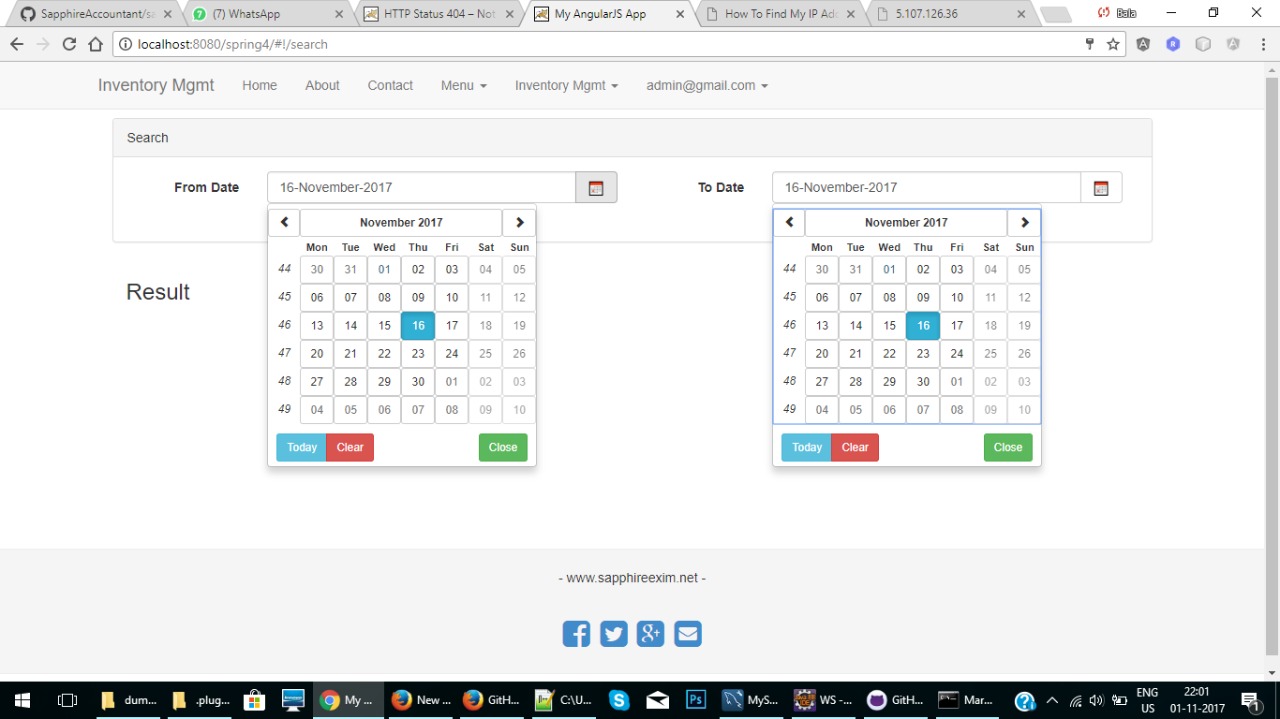 SapphireAccountant/sa
(7) WhatsApp
HTTP Status 404 – Not
My AngularJS App
How To Find My IP Add
5.107.126.36
Bala
localhost:8080/spring4/#!/search
Inventory Mgmt Home About Contact Menu Inventory Mgmt admin@gmail.com
Search
From Date 16-November-2017 To Date 16-November-2017
November 2017
Mon Tue Wed Thu Fri Sat Sun
44 30 31 01 02 03 04 05
45 06 07 08 09 10 11 12
46 13 14 15 16 17 18 19
47 20 21 22 23 24 25 26
48 27 28 29 30 01 02 03
49 04 05 06 07 08 09 10
Today Clear Close
November 2017
Mon Tue Wed Thu Fri Sat Sun
44 30 31 01 02 03 04 05
45 06 07 08 09 10 11 12
46 13 14 15 16 17 18 19
47 20 21 22 23 24 25 26
48 27 28 29 30 01 02 03
49 04 05 06 07 08 09 10
Today Clear Close
Result
- www.sapphireexim.net -
dum... .plug... My ... New ... GitH... C:\U... MyS... WS -... GitH... Mar...
ENG
US
22:01
01-11-2017
1